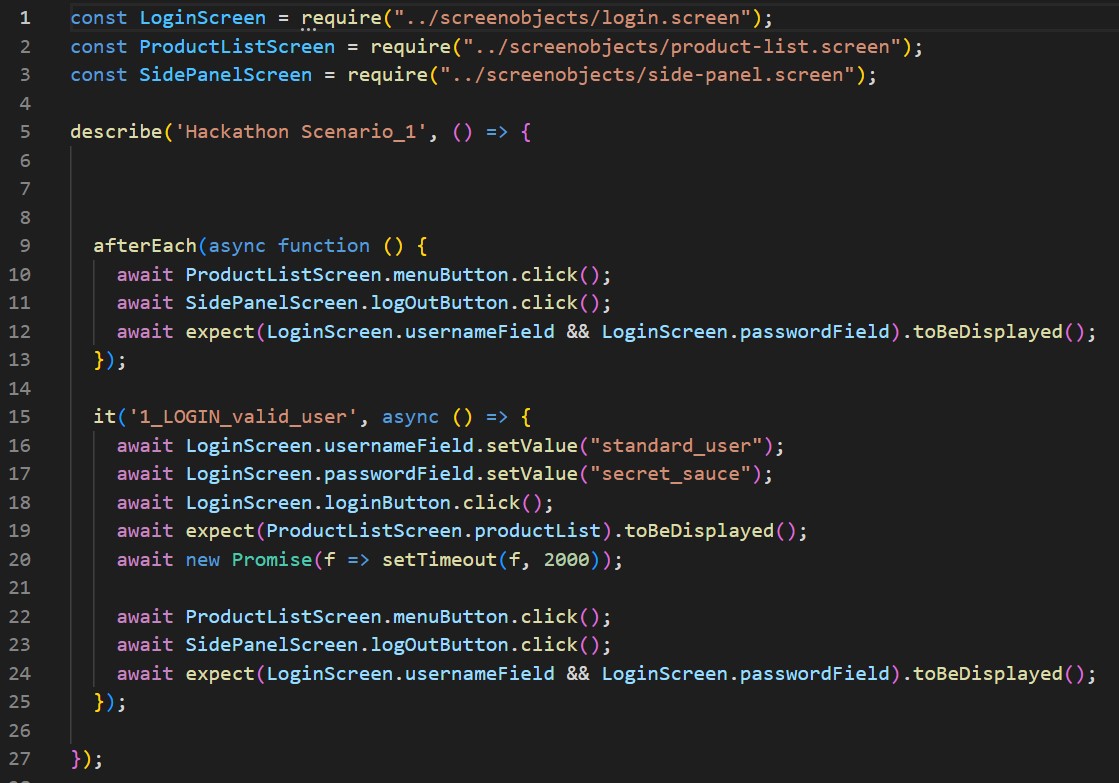 1 const LoginScreen = require("../screenobjects/login.screen");
2 const ProductListScreen = require("../screenobjects/product-list.screen");
3 const SidePanelScreen = require("../screenobjects/side-panel.screen");
4
5 describe('Hackathon Scenario_1', () => {
6
7
8
9   afterEach(async function () {
10     await ProductListScreen.menuButton.click();
11     await SidePanelScreen.logOutButton.click();
12     await expect(LoginScreen.usernameField && LoginScreen.passwordField).toBeDisplayed();
13   });
14
15   it('1_LOGIN_valid_user', async () => {
16     await LoginScreen.usernameField.setValue("standard_user");
17     await LoginScreen.passwordField.setValue("secret_sauce");
18     await LoginScreen.loginButton.click();
19     await expect(ProductListScreen.productList).toBeDisplayed();
20     await new Promise(f => setTimeout(f, 2000));
21
22     await ProductListScreen.menuButton.click();
23     await SidePanelScreen.logOutButton.click();
24     await expect(LoginScreen.usernameField && LoginScreen.passwordField).toBeDisplayed();
25   });
26
27 });